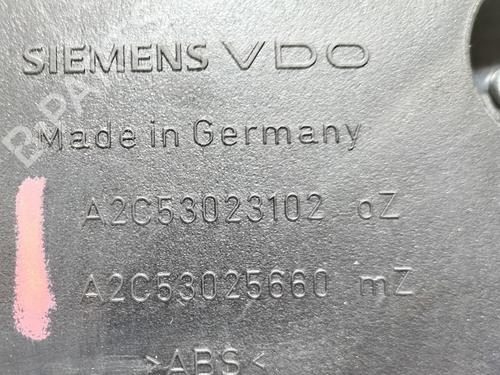 SIEMENS VDO
Made in Germany
A2C53023102 oZ
A2C53025660 mZ
>ABS<